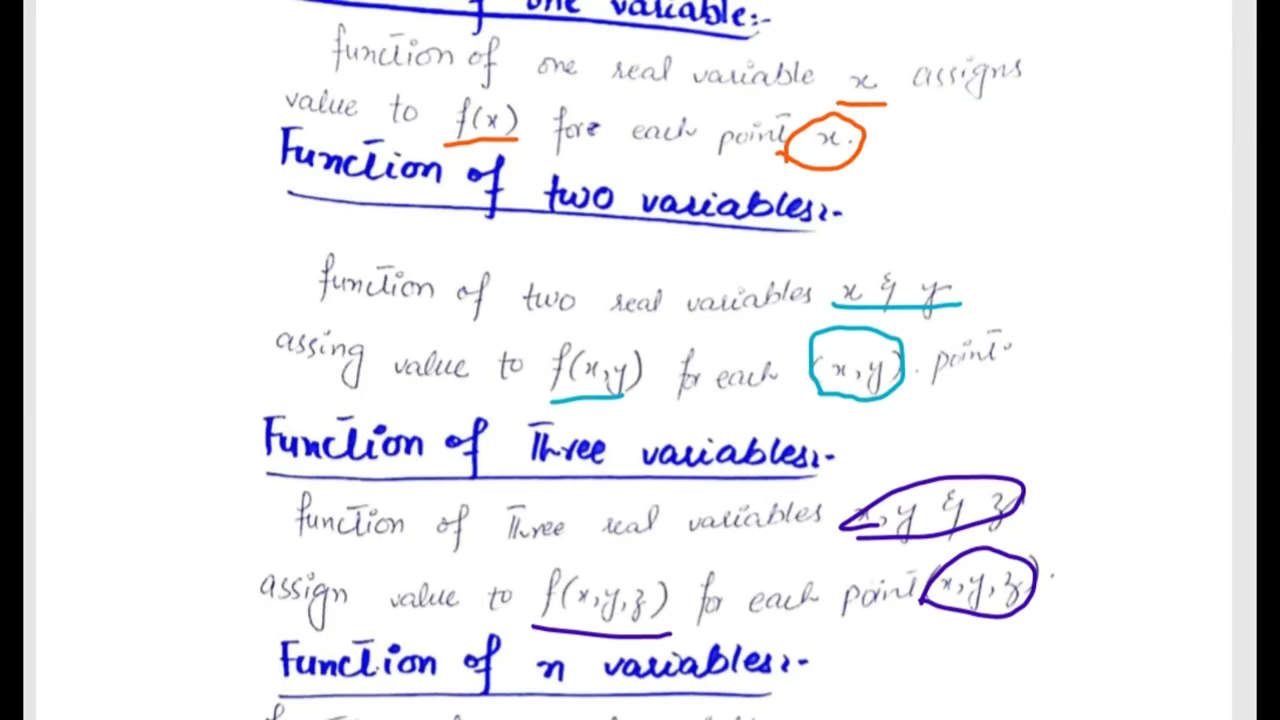 one variable:-
function of one real variable x assigns
value to f(x) for each point x.
Function of two variables:-
function of two real variables x & y
assing value to f(x,y) for each (x,y). point
Function of Three variables:-
function of Three real variables x, y & z
assign value to f(x,y,z) for each point (x,y,z).
Function of n variables:-